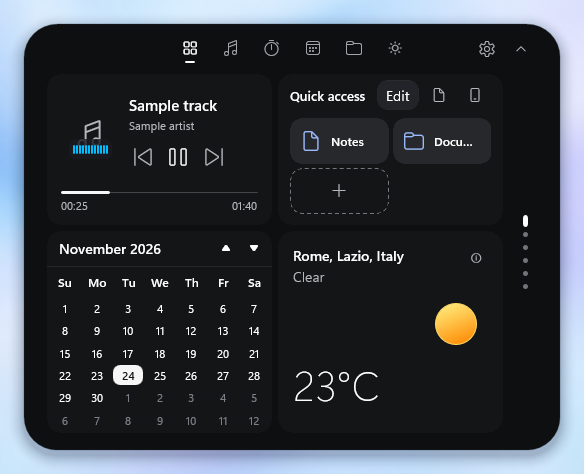 Sample track
Sample artist
00:25 01:40
Quick access Edit
Notes Docu...
November 2026
Su Mo Tu We Th Fr Sa
1 2 3 4 5 6 7
8 9 10 11 12 13 14
15 16 17 18 19 20 21
22 23 24 25 26 27 28
29 30 1 2 3 4 5
6 7 8 9 10 11 12
Rome, Lazio, Italy
Clear
23°C